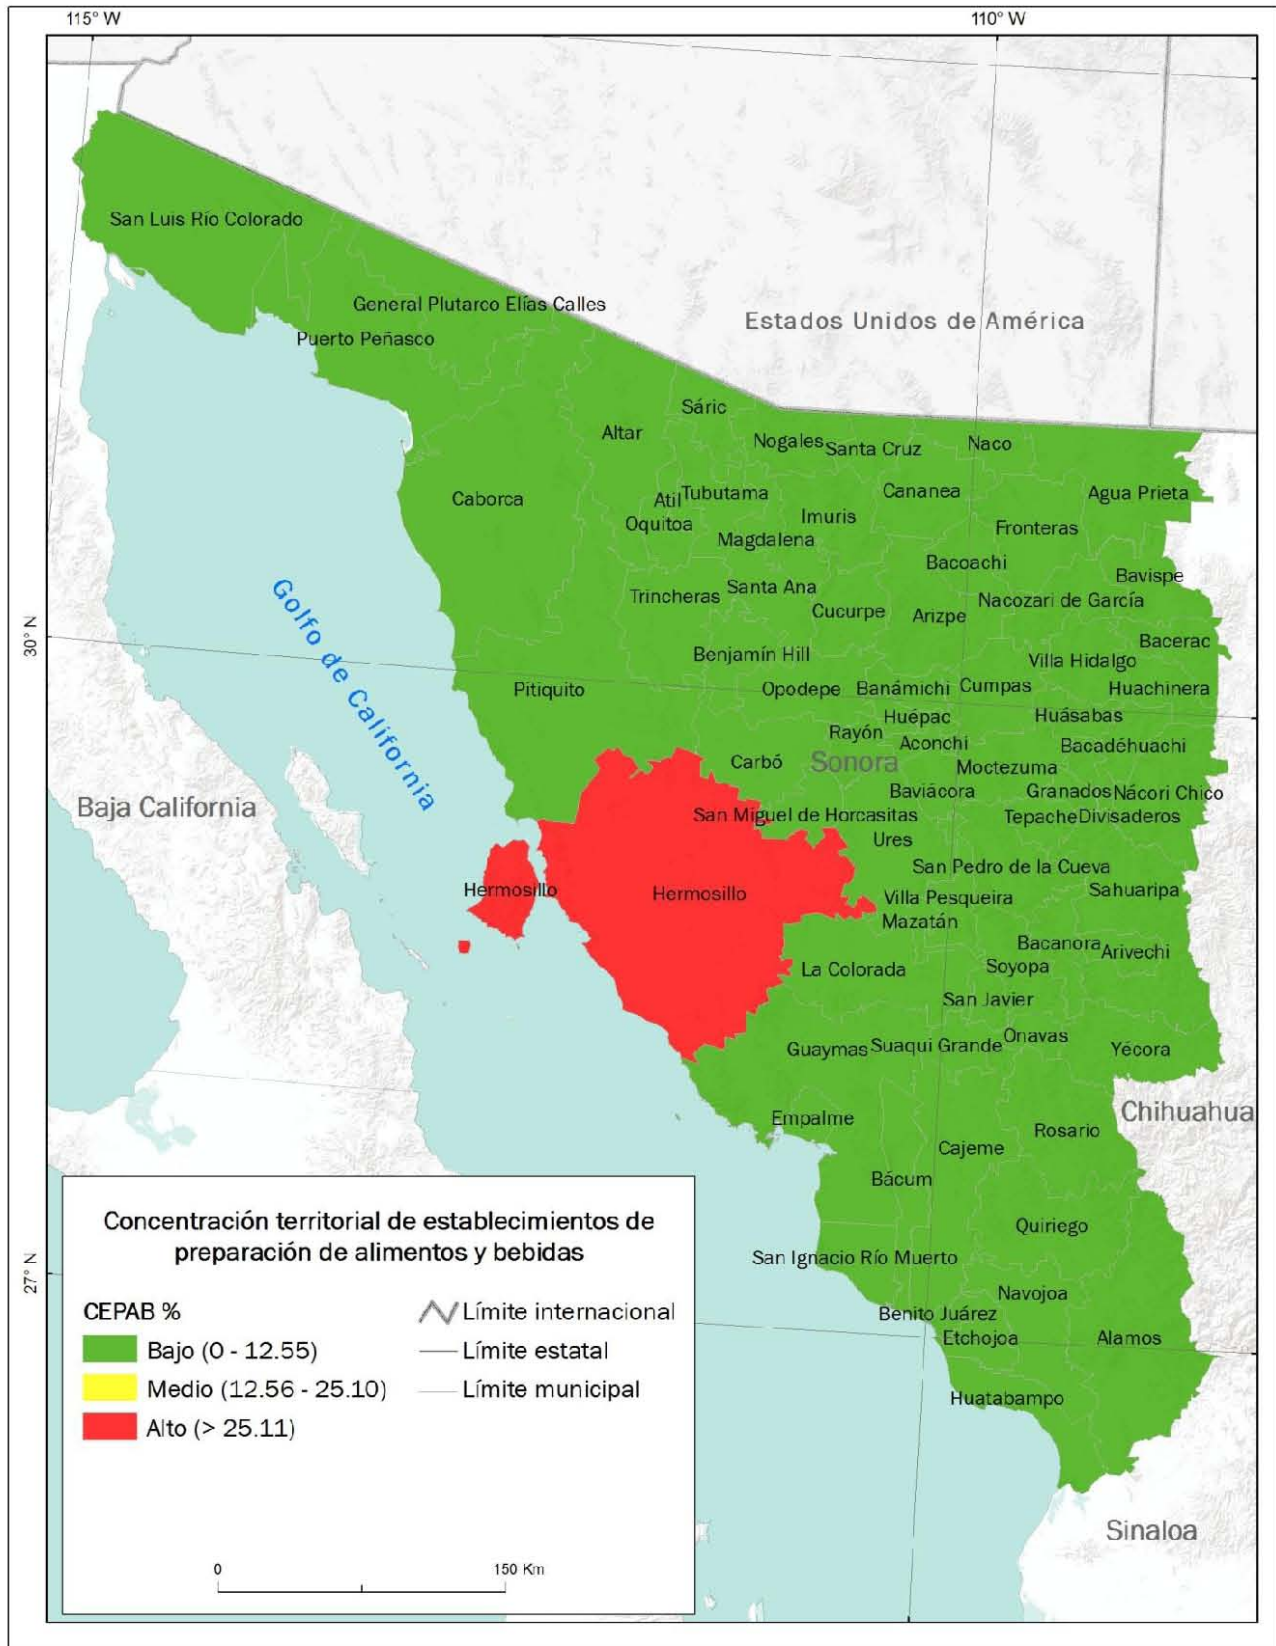 115° W
110° W
San Luis Río Colorado
General Plutarco Elías Calles
Estados Unidos de América
Puerto Peñasco
Sáric
Altar
Nogales
Santa Cruz
Naco
Caborca
Atil
Tubutama
Cananea
Agua Prieta
Oquitoa
Imuris
Fronteras
Magdalena
Bacoachi
Bavispe
Trincheras
Santa Ana
Cucurpe
Arizpe
Nacozari de García
30° N
Golfo de California
Bacerac
Benjamín Hill
Villa Hidalgo
Pitiquito
Opodepe
Banámichi
Cumpas
Huachinera
Huépac
Huásabas
Rayón
Aconchi
Bacadéhuachi
Carbó
Sonora
Moctezuma
Baviácora
Granados
Nácori Chico
Baja California
San Miguel de Horcasitas
Tepache
Divisaderos
Ures
San Pedro de la Cueva
Hermosillo
Hermosillo
Villa Pesqueira
Sahuaripa
Mazatán
Bacanora
Arivechi
La Colorada
Soyopa
San Javier
Onavas
Guaymas
Suaqui Grande
Yécora
Chihuahua
Empalme
Rosario
Cajeme
Bácum
Quiriego
San Ignacio Río Muerto
27° N
Navojoa
Benito Juárez
Etchojoa
Alamos
Huatabampo
Sinaloa
Concentración territorial de establecimientos de
preparación de alimentos y bebidas
CEPAB %
Bajo (0 - 12.55)
Medio (12.56 - 25.10)
Alto (> 25.11)
Límite internacional
Límite estatal
Límite municipal
0
150 Km